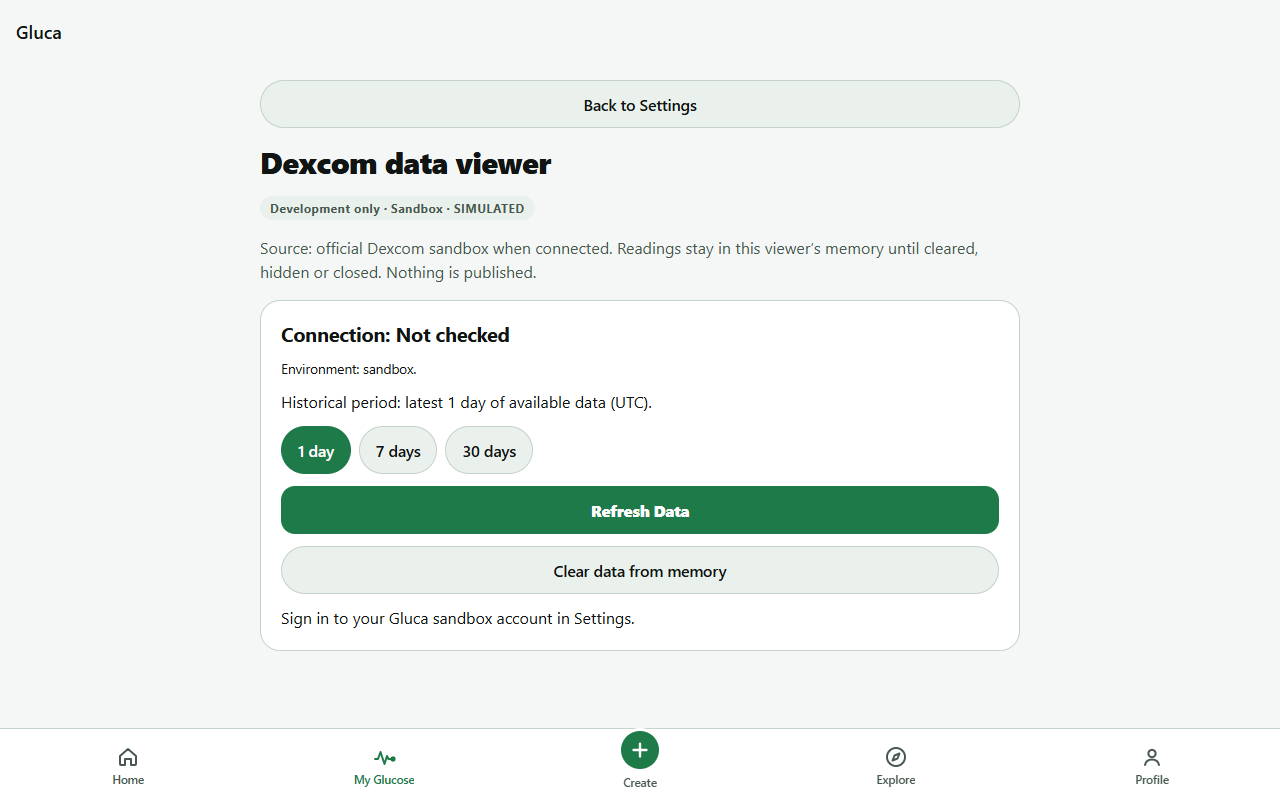 Gluca
Back to Settings
Dexcom data viewer
Development only · Sandbox · SIMULATED
Source: official Dexcom sandbox when connected. Readings stay in this viewer’s memory until cleared,
hidden or closed. Nothing is published.
Connection: Not checked
Environment: sandbox.
Historical period: latest 1 day of available data (UTC).
1 day 7 days 30 days
Refresh Data
Clear data from memory
Sign in to your Gluca sandbox account in Settings.
Home My Glucose Create Explore Profile